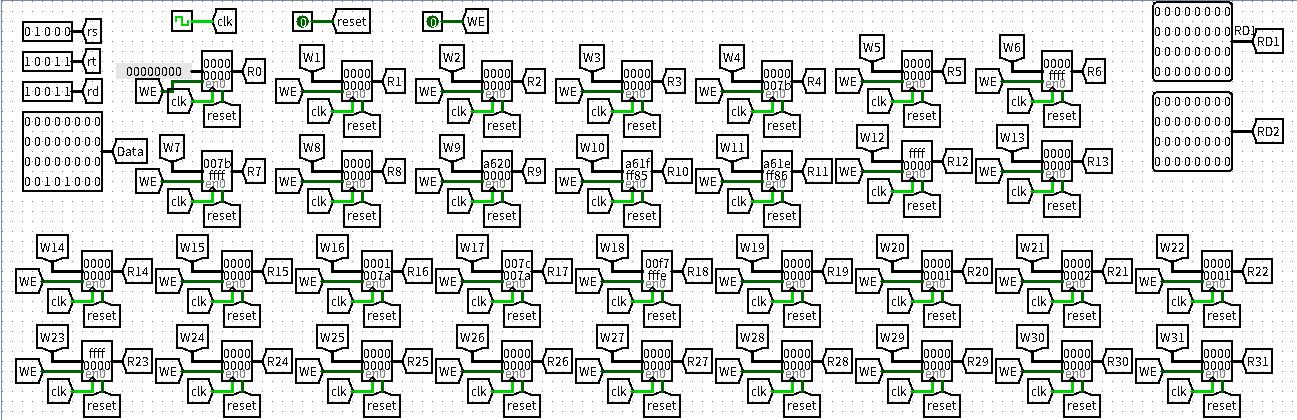 0 1 0 0 0 rs
clk
0 reset
0 WE
1 0 0 1 1 rt
1 0 0 1 1 rd
0 0 0 0 0 0 0 0
0 0 0 0 0 0 0 0
0 0 0 0 0 0 0 0
0 0 1 0 1 0 0 0
Data
00000000 WE clk 0000 0000 en0 reset R0
W1 WE clk 0000 0000 en0 reset R1
W2 WE clk 0000 0000 en0 reset R2
W3 WE clk 0000 0000 en0 reset R3
W4 WE clk 0000 007b en0 reset R4
W5 WE clk 0000 0000 en0 reset R5
W6 WE clk 0000 ffff en0 reset R6
0 0 0 0 0 0 0 0
0 0 0 0 0 0 0 0
0 0 0 0 0 0 0 0
0 0 0 0 0 0 0 0
RD1
RD1
W7 WE clk 007b ffff en0 reset R7
W8 WE clk 0000 0000 en0 reset R8
W9 WE clk a620 0000 en0 reset R9
W10 WE clk a61f ff85 en0 reset R10
W11 WE clk a61e ff86 en0 reset R11
W12 WE clk ffff 0000 en0 reset R12
W13 WE clk 0000 0000 en0 reset R13
0 0 0 0 0 0 0 0
0 0 0 0 0 0 0 0
0 0 0 0 0 0 0 0
0 0 0 0 0 0 0 0
RD2
W14 WE clk 0000 0000 en0 reset R14
W15 WE clk 0000 0000 en0 reset R15
W16 WE clk 0001 007a en0 reset R16
W17 WE clk 007c 007a en0 reset R17
W18 WE clk 00f7 fffe en0 reset R18
W19 WE clk 0000 0000 en0 reset R19
W20 WE clk 0000 0001 en0 reset R20
W21 WE clk 0000 0002 en0 reset R21
W22 WE clk 0000 0001 en0 reset R22
W23 WE clk ffff 0000 en0 reset R23
W24 WE clk 0000 0000 en0 reset R24
W25 WE clk 0000 0000 en0 reset R25
W26 WE clk 0000 0000 en0 reset R26
W27 WE clk 0000 0000 en0 reset R27
W28 WE clk 0000 0000 en0 reset R28
W29 WE clk 0000 0000 en0 reset R29
W30 WE clk 0000 0000 en0 reset R30
W31 WE clk 0000 0000 en0 reset R31